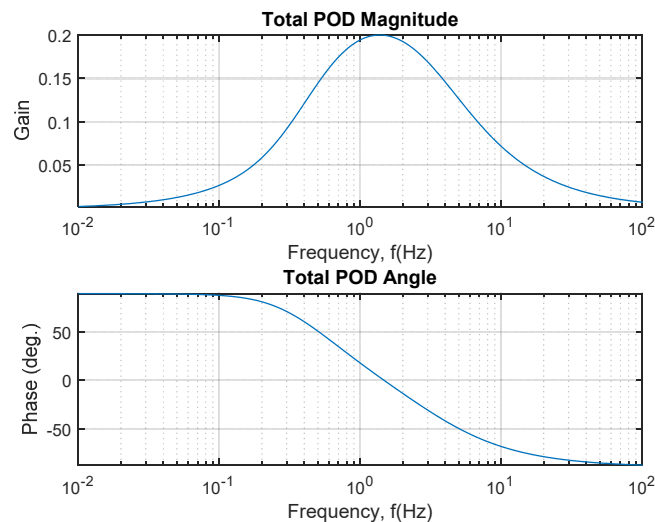 Total POD Magnitude
0.2
0.15
0.1
0.05
Gain
10^-2 10^-1 10^0 10^1 10^2
Frequency, f(Hz)
Total POD Angle
50
0
-50
Phase (deg.)
10^-2 10^-1 10^0 10^1 10^2
Frequency, f(Hz)